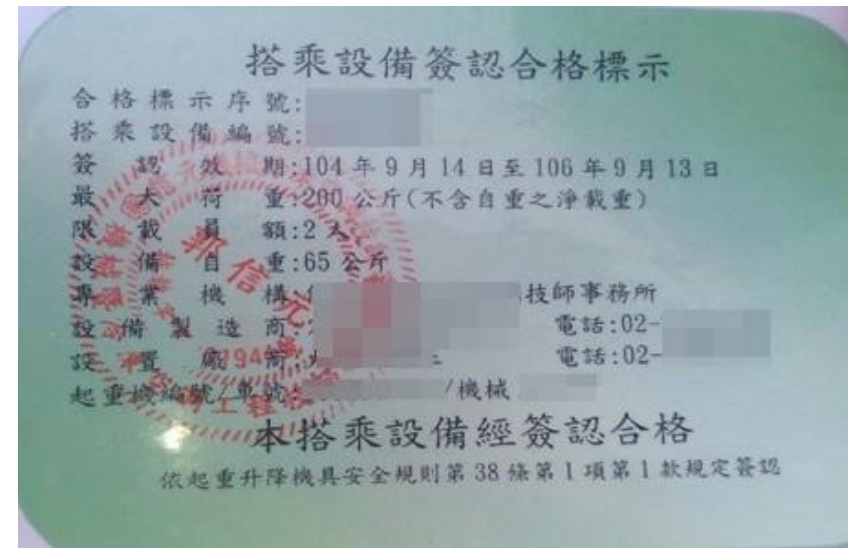 搭乘設備簽認合格標示
合格標示序號:
搭乘設備編號:
簽認效期:104年9月14日至106年9月13日
最大荷重:200公斤(不含自重之淨載重)
限載員額:2人
設備自重:65公斤
專業機構: 技師事務所
設備製造商: 電話:02-
設置廠商: 電話:02-
起重機編號/車號: /機械
本搭乘設備經簽認合格
依起重升降機具安全規則第38條第1項第1款規定簽認
郭信元